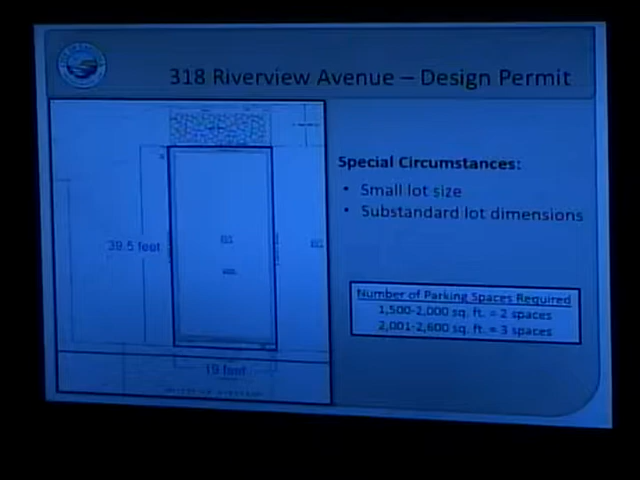 318 Riverview Avenue – Design Permit
Special Circumstances:
• Small lot size
• Substandard lot dimensions
39.5 feet
Number of Parking Spaces Required
1,500-2,000 sq. ft. = 2 spaces
2,001-2,600 sq. ft. = 3 spaces
19 feet